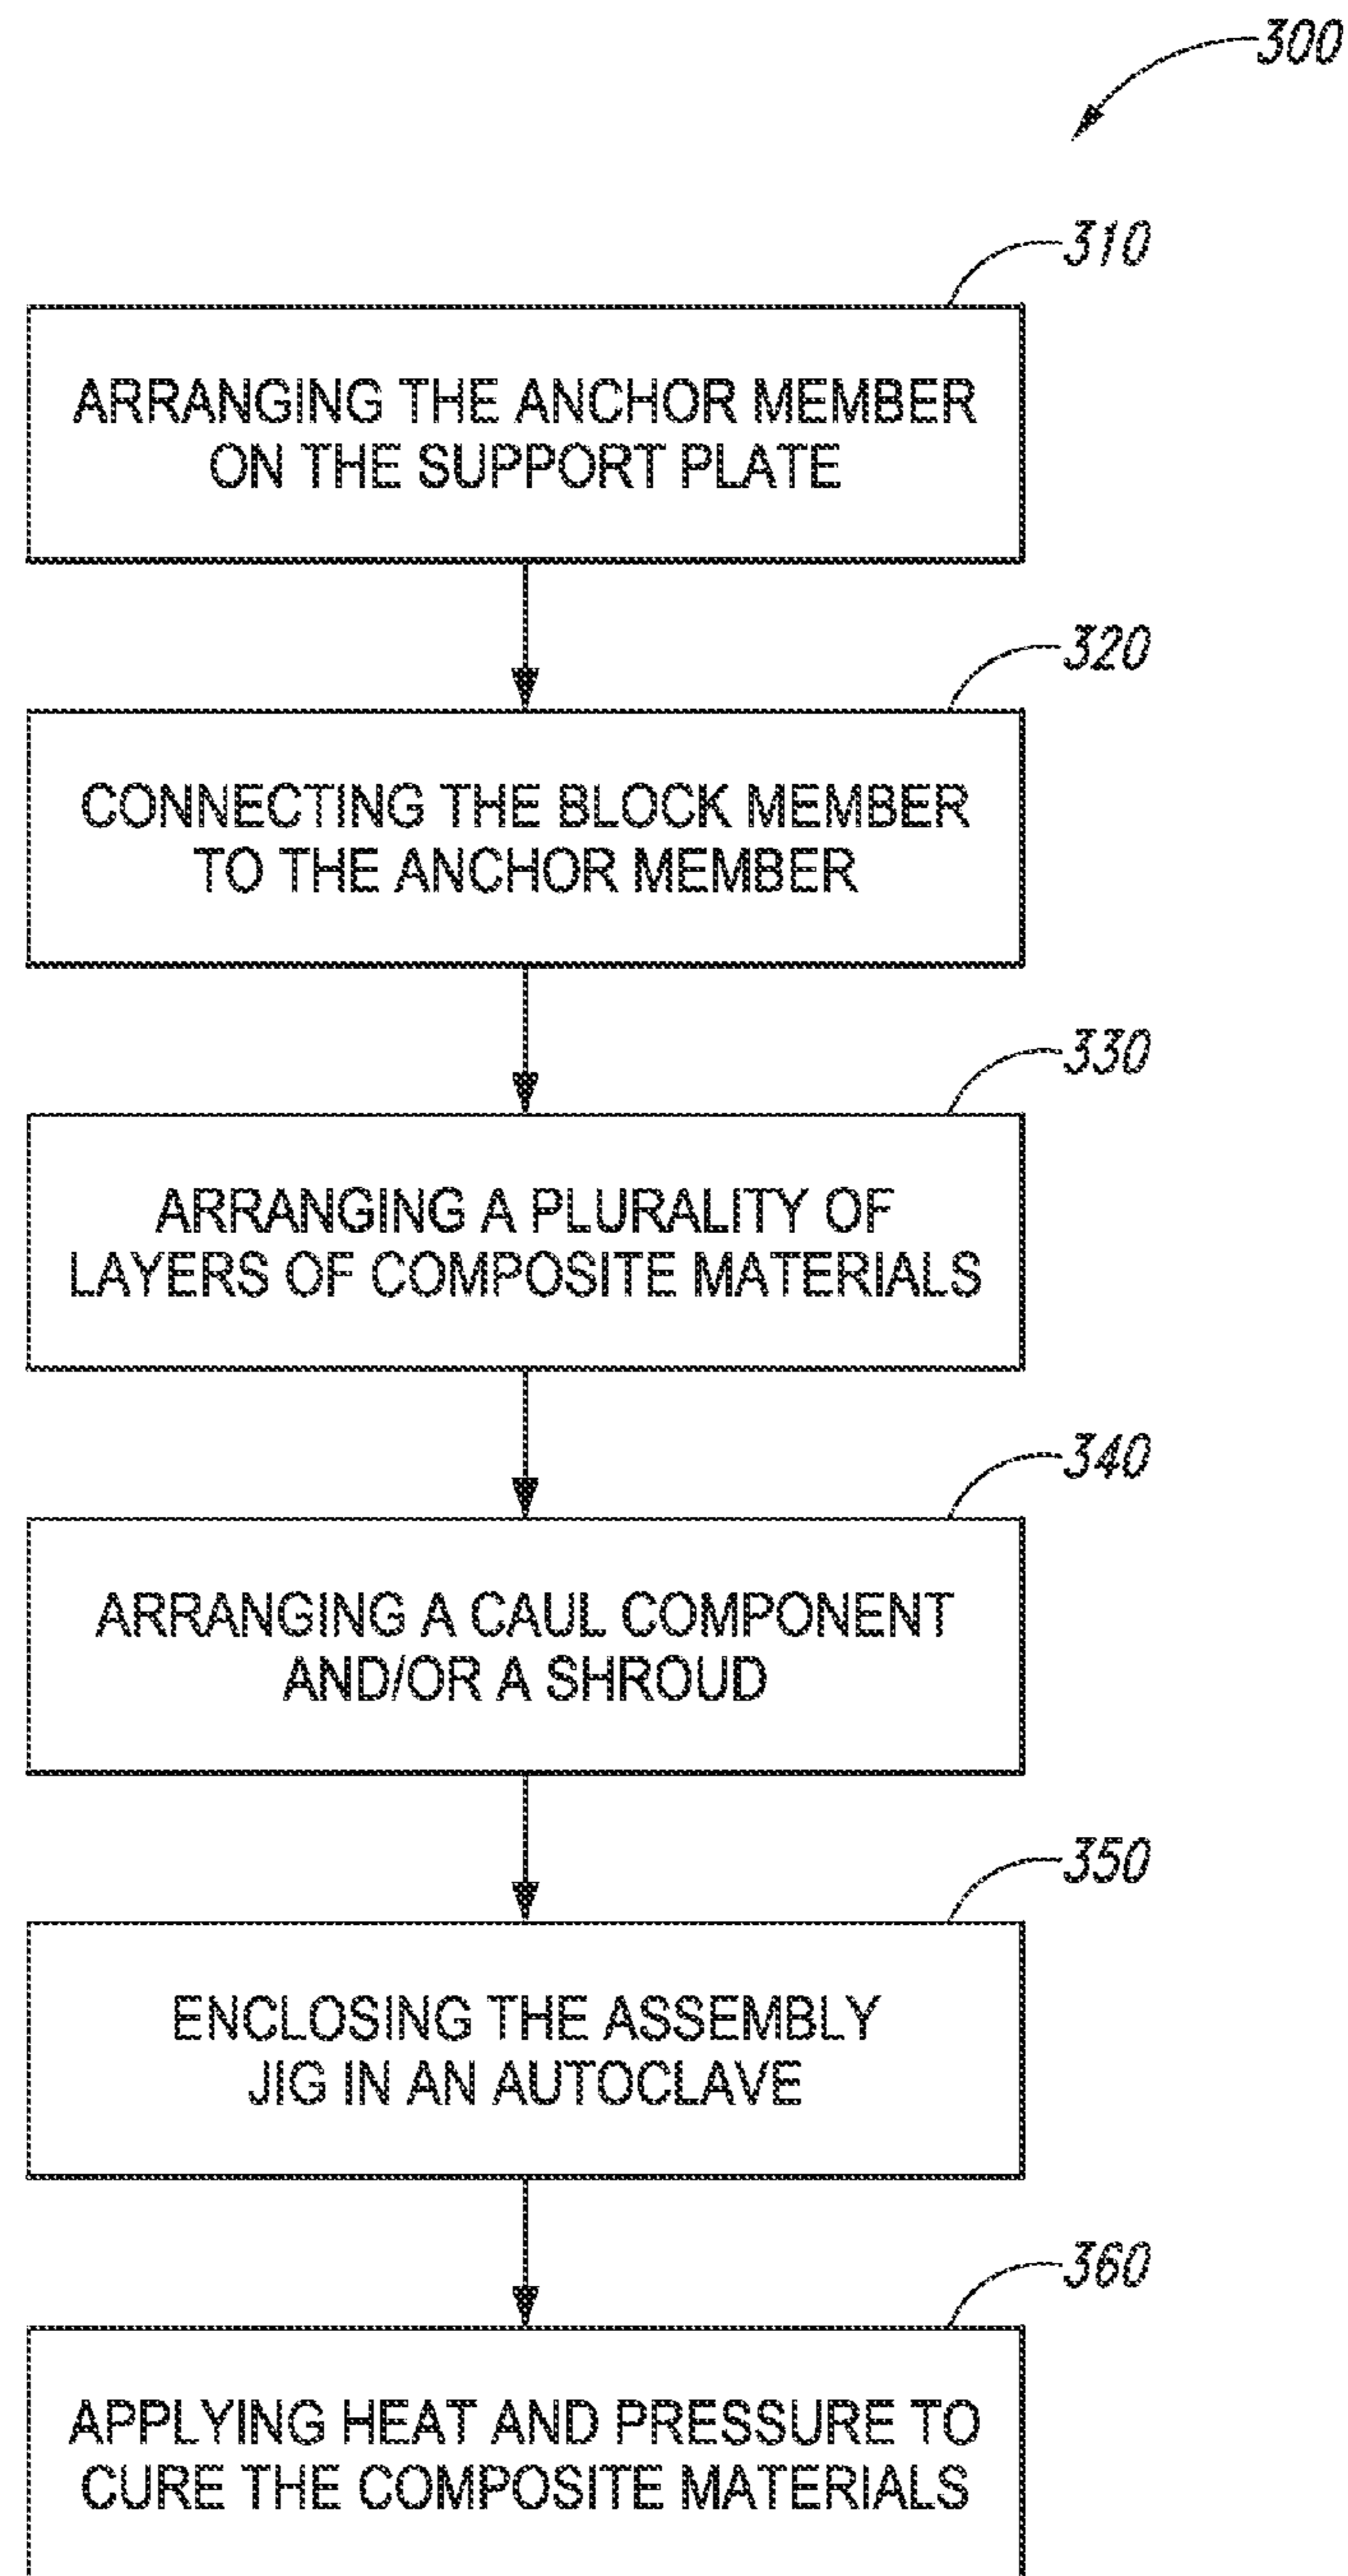 300
310
ARRANGING THE ANCHOR MEMBER
ON THE SUPPORT PLATE
320
CONNECTING THE BLOCK MEMBER
TO THE ANCHOR MEMBER
330
ARRANGING A PLURALITY OF
LAYERS OF COMPOSITE MATERIALS
340
ARRANGING A CAUL COMPONENT
AND/OR A SHROUD
350
ENCLOSING THE ASSEMBLY
JIG IN AN AUTOCLAVE
360
APPLYING HEAT AND PRESSURE TO
CURE THE COMPOSITE MATERIALS